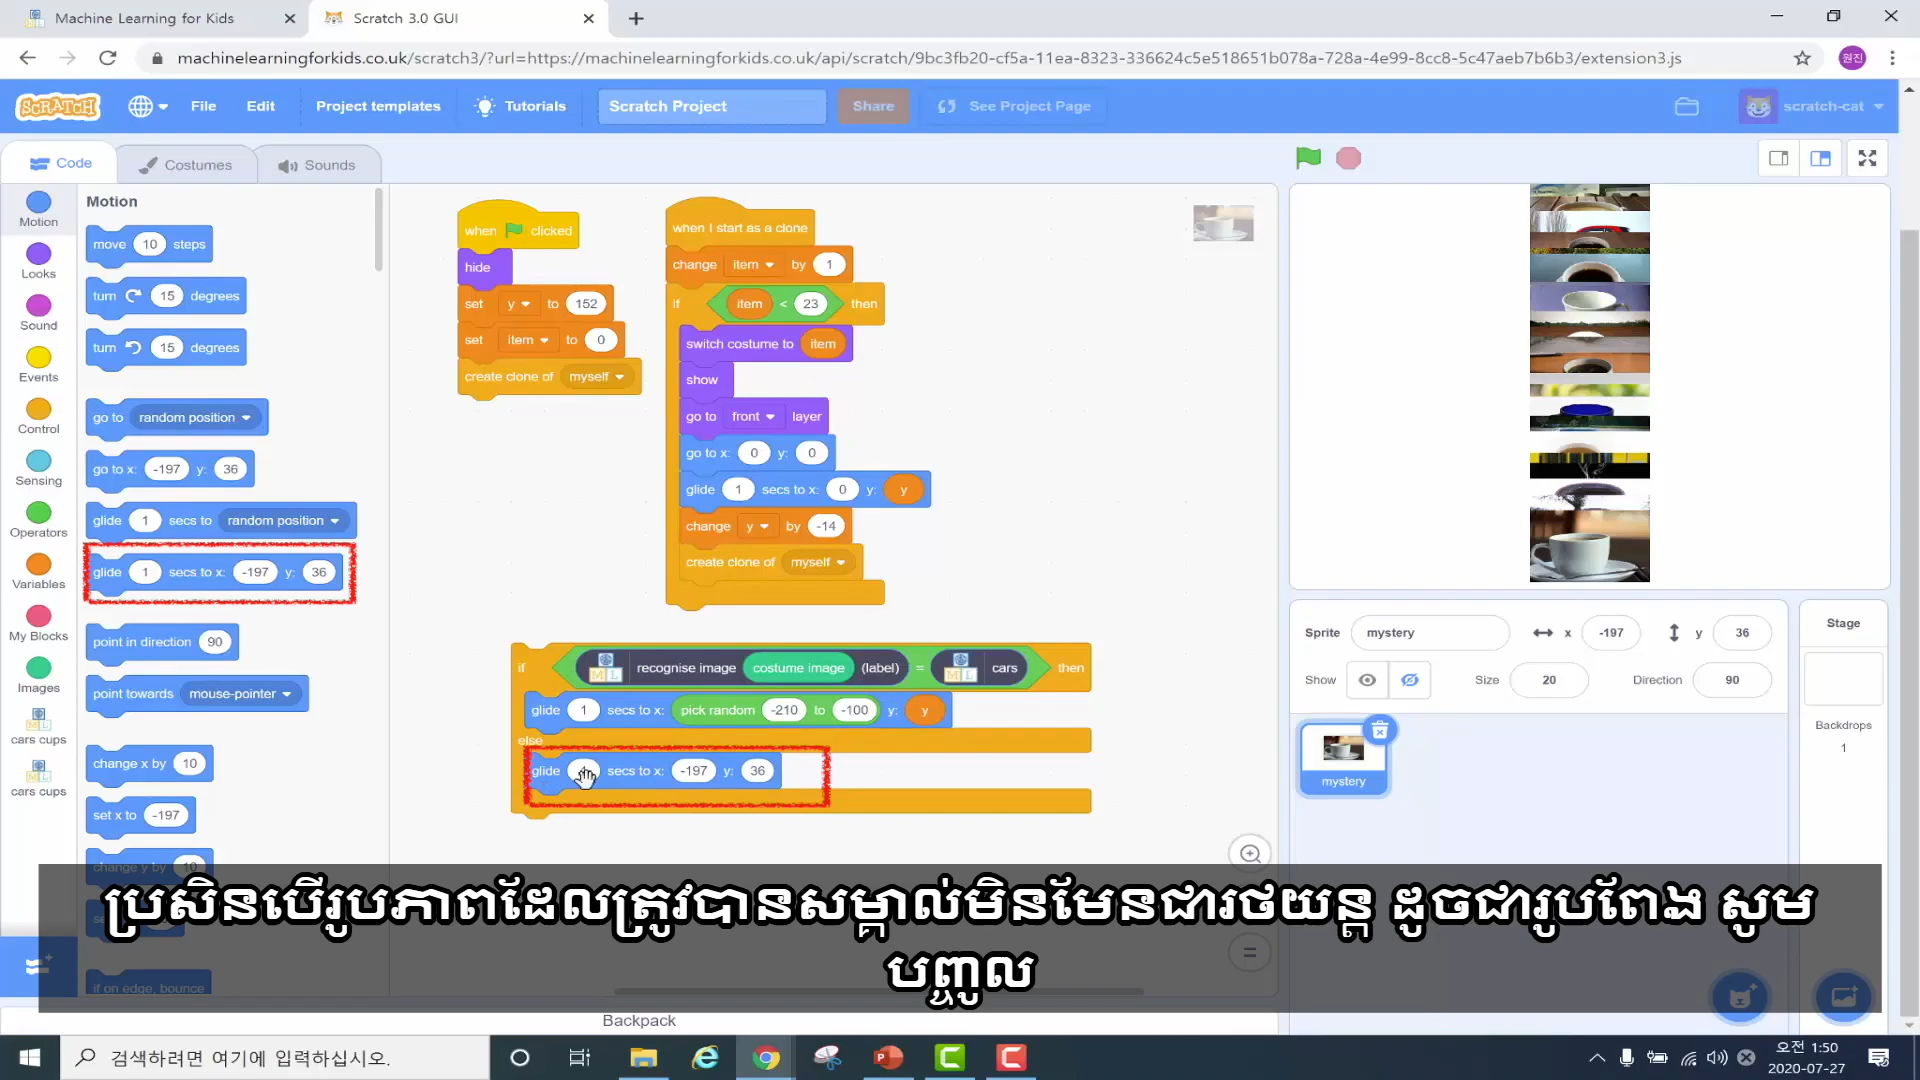 Machine Learning for Kids
Scratch 3.0 GUI
machinelearningforkids.co.uk/scratch3/?url=https://machinelearningforkids.co.uk/api/scratch/9bc3fb20-cf5a-11ea-8323-336624c5e518651b078a-728a-4e99-8cc8-5c47aeb7b6b3/extension3.js
원진
SCRATCH
File
Edit
Project templates
Tutorials
Scratch Project
Share
See Project Page
scratch-cat
Code
Costumes
Sounds
Motion
Looks
Sound
Events
Control
Sensing
Operators
Variables
My Blocks
Images
cars cups
cars cups
Motion
move 10 steps
turn 15 degrees
turn 15 degrees
go to random position
go to x: -197 y: 36
glide 1 secs to random position
glide 1 secs to x: -197 y: 36
point in direction 90
point towards mouse-pointer
change x by 10
set x to -197
change y by 10
if on edge, bounce
when clicked
hide
set y to 152
set item to 0
create clone of myself
when I start as a clone
change item by 1
if item < 23 then
switch costume to item
show
go to front layer
go to x: 0 y: 0
glide 1 secs to x: 0 y: y
change y by -14
create clone of myself
if ML recognise image costume image (label) = ML cars then
glide 1 secs to x: pick random -210 to -100 y: y
else
glide secs to x: -197 y: 36
Sprite mystery x -197 y 36
Show Size 20 Direction 90
mystery
Stage
Backdrops
1
ប្រសិនបើរូបភាពដែលត្រូវបានសម្គាល់មិនមែនជារថយន្ត ដូចជារូបពែង សូម
បញ្ចូល
Backpack
검색하려면 여기에 입력하십시오.
오전 1:50
2020-07-27